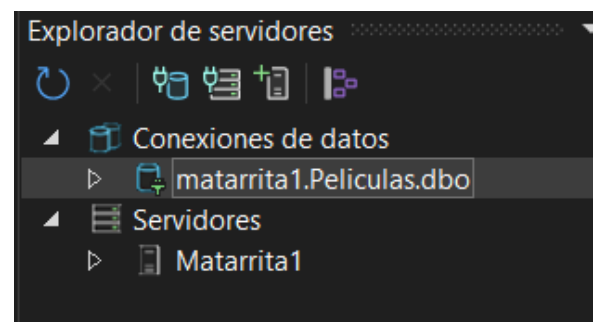 Explorador de servidores
Conexiones de datos
matarrita1.Peliculas.dbo
Servidores
Matarrita1